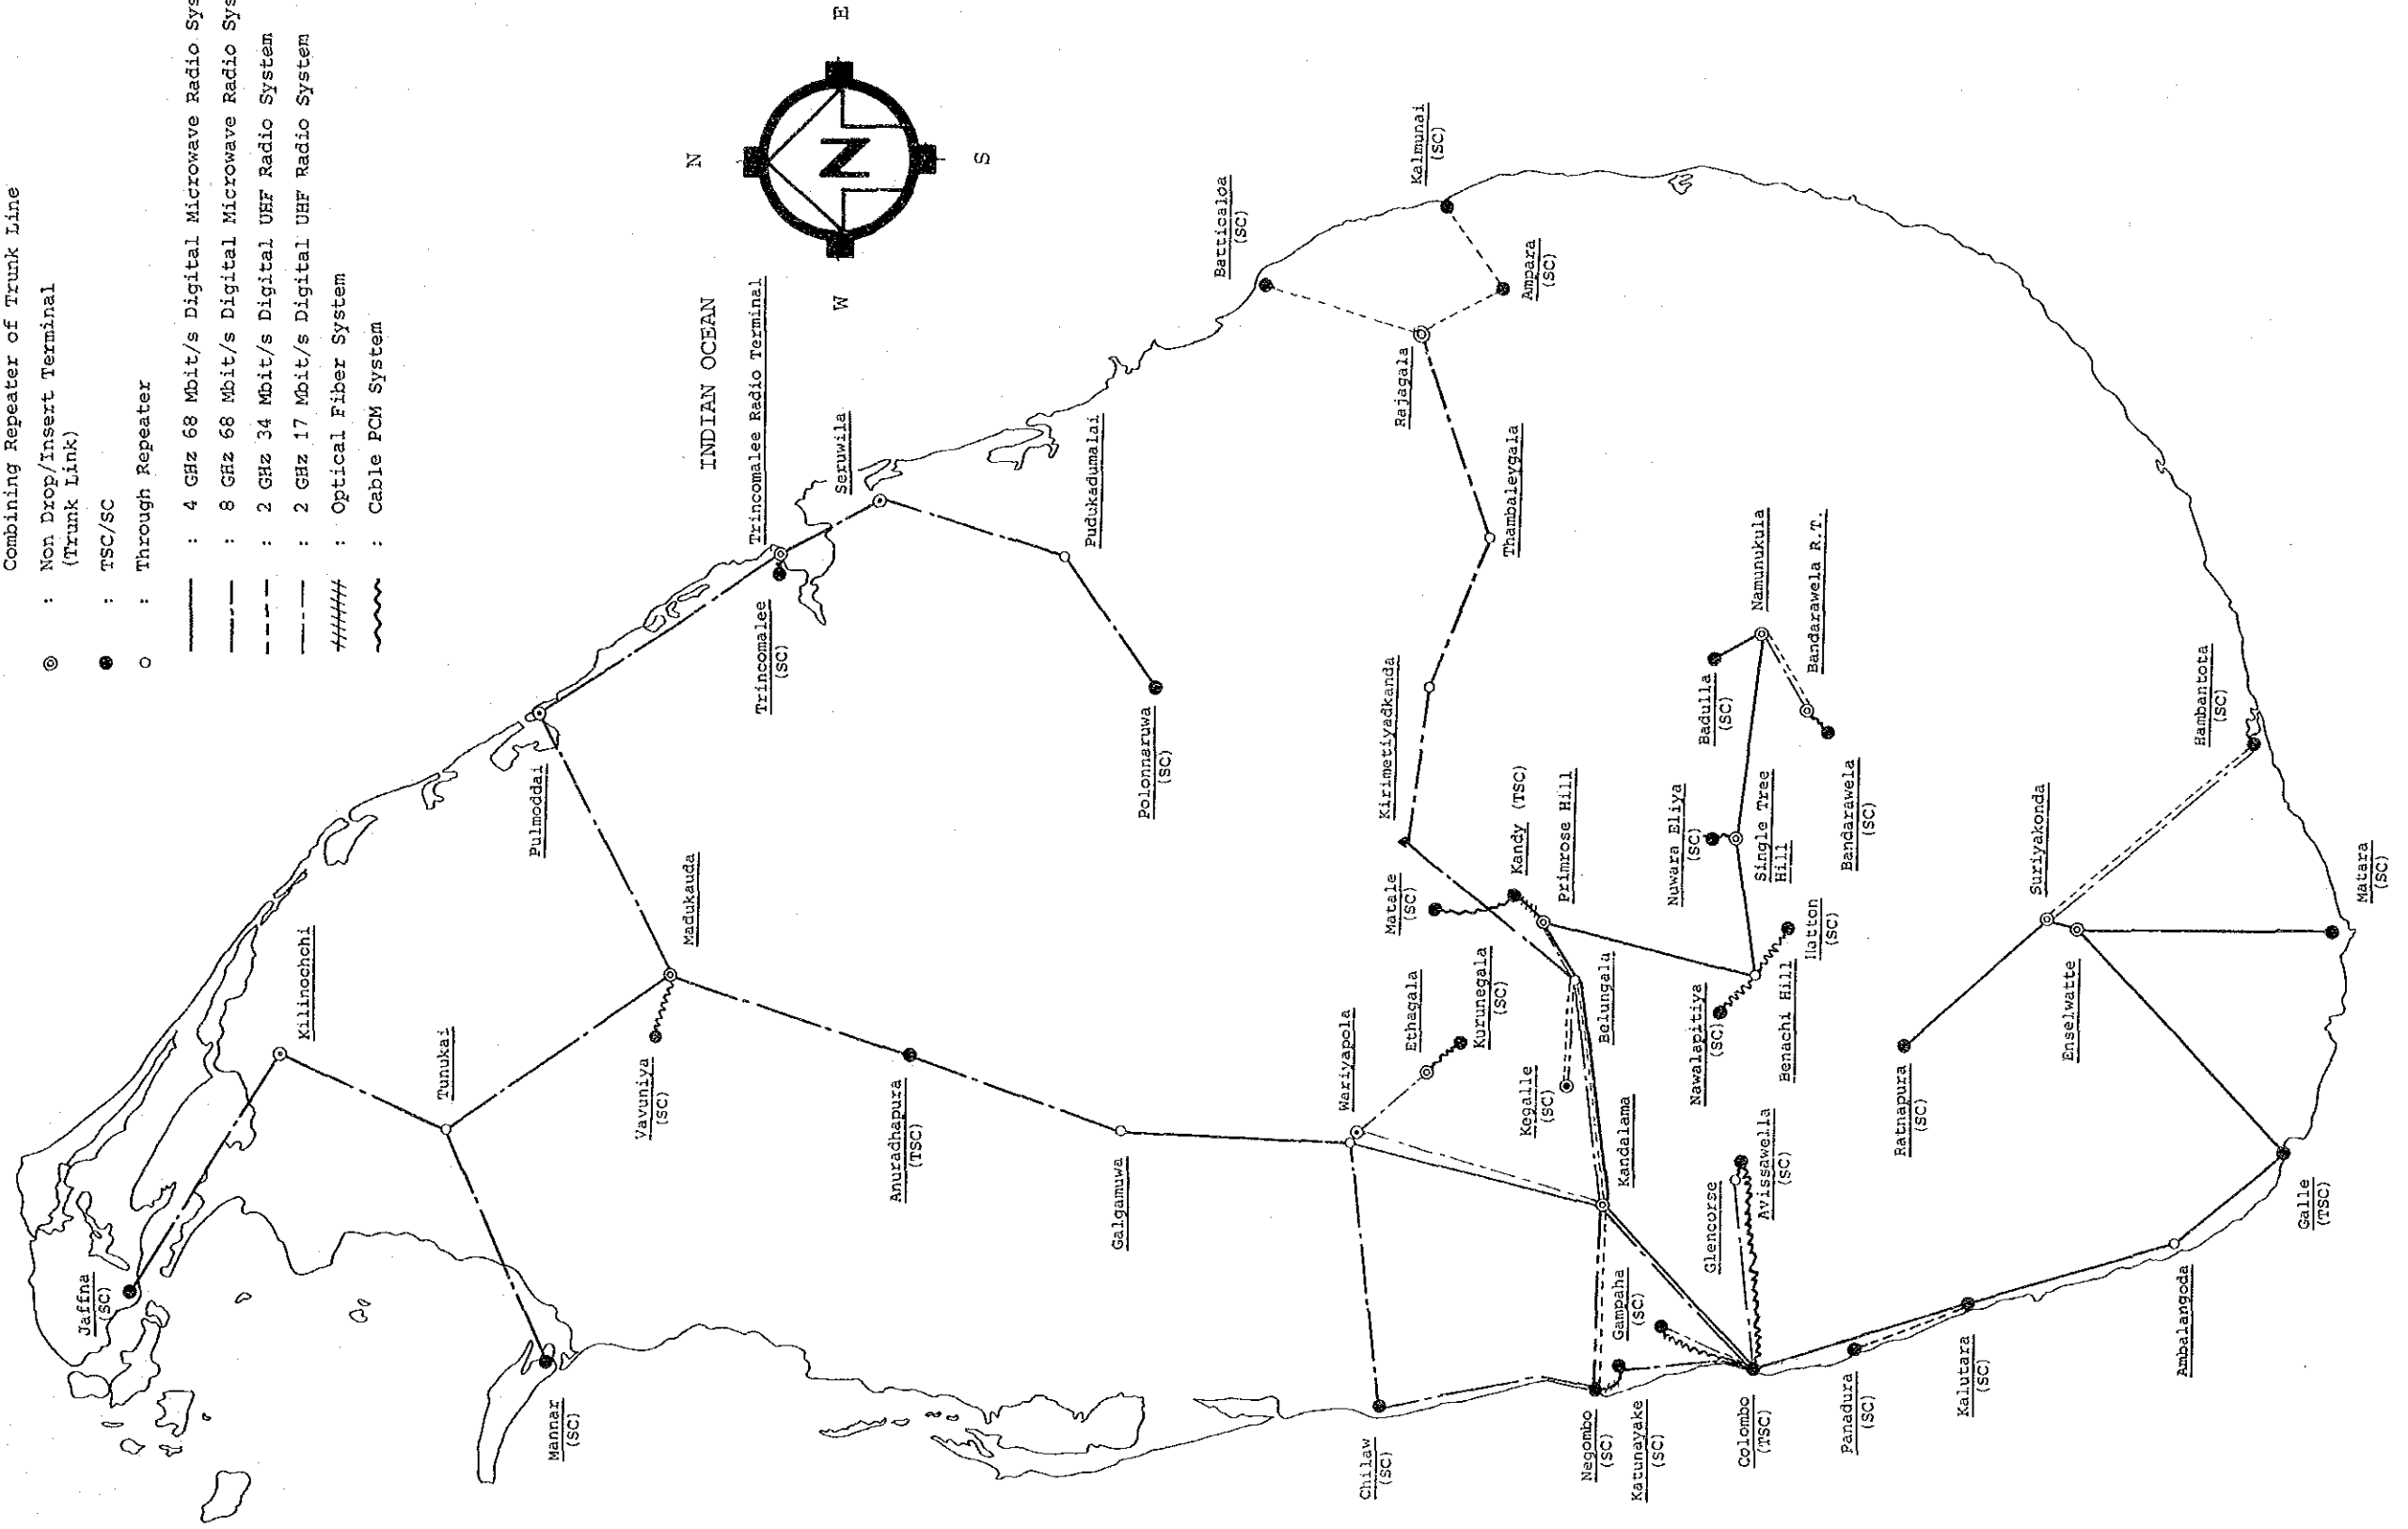 Combining Repeater of Trunk Line
◎ : Non Drop/Insert Terminal
(Trunk Link)
● : TSC/SC
○ : Through Repeater
: 4 GHz 68 Mbit/s Digital Microwave Radio Sys
: 8 GHz 68 Mbit/s Digital Microwave Radio Sys
: 2 GHz 34 Mbit/s Digital UHF Radio System
: 2 GHz 17 Mbit/s Digital UHF Radio System
: Optical Fiber System
: Cable PCM System
N
E
W
S
N
INDIAN OCEAN
Jaffna
(SC)
Kilinochchi
Tunukai
Mannar
(SC)
Vavuniya
(SC)
Madukauda
Pulmoddai
Trincomalee
(SC)
Trincomalee Radio Terminal
Seruwila
Pudukadumalai
Polonnaruwa
(SC)
Anuradhapura
(TSC)
Galgamuwa
Wariyapola
Ethagala
Kurunegala
(SC)
Chilaw
(SC)
Negombo
(SC)
Katunayake
(SC)
Gampaha
(SC)
Colombo
(TSC)
Glencorse
Avissawella
(SC)
Kandalama
Kegalle
(SC)
Belungala
Matale
(SC)
Kandy (TSC)
Primrose Hill
Kirimetiyadkanda
Thambaleygala
Rajagala
Batticaloa
(SC)
Kalmunai
(SC)
Ampara
(SC)
Nawalapitiya
(SC)
Benachi Hill
Hatton
(SC)
Nuwara Eliya
(SC)
Single Tree
Hill
Badulla
(SC)
Namunukula
Bandarawela R.T.
Bandarawela
(SC)
Panadura
(SC)
Kalutara
(SC)
Ambalangoda
Galle
(TSC)
Ratnapura
(SC)
Enselwatte
Suriyakonda
Matara
(SC)
Hambantota
(SC)